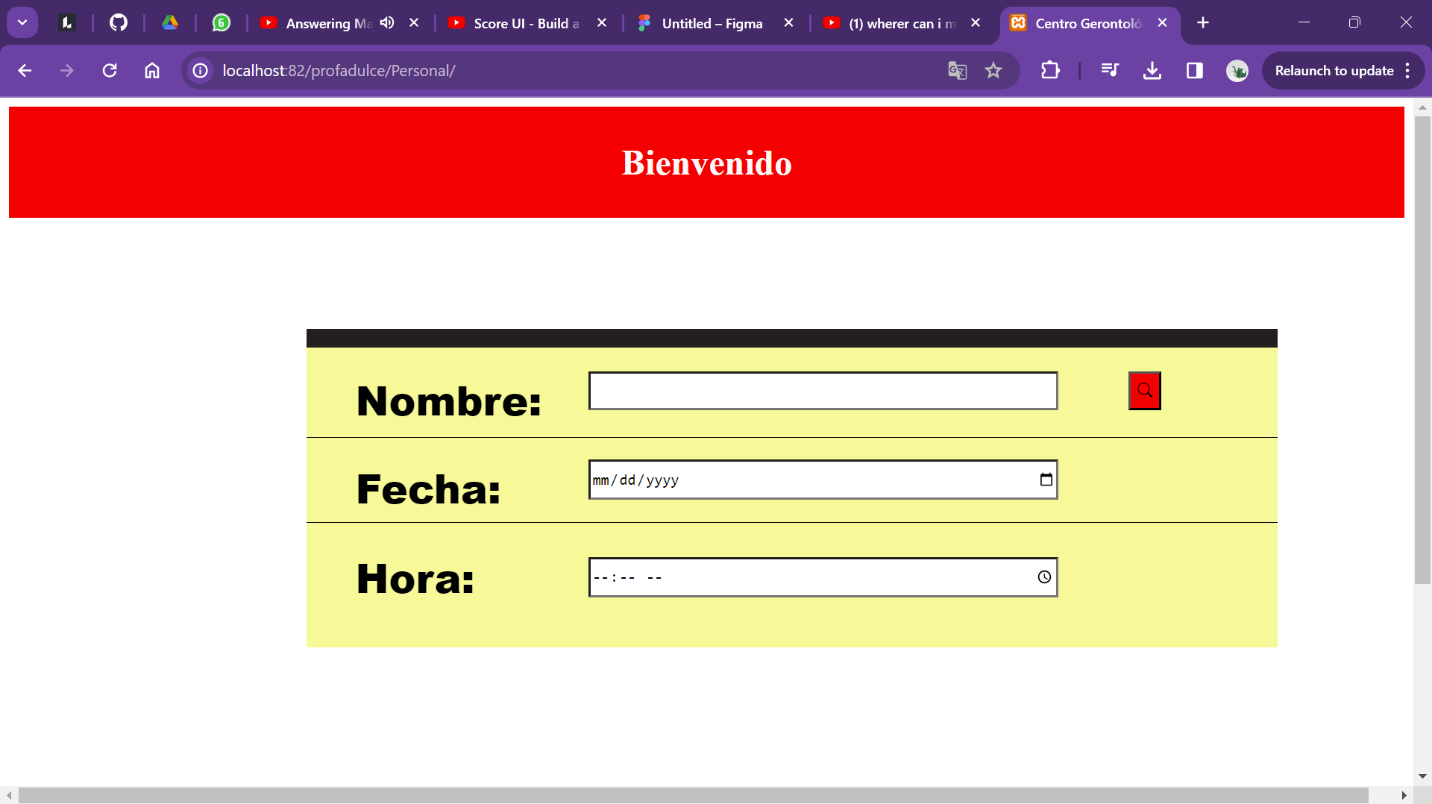 6
Answering Ma
Score UI - Build a
Untitled – Figma
(1) wherer can i m
Centro Gerontoló
localhost:82/profadulce/Personal/
Relaunch to update
Bienvenido
Nombre:
Fecha:
mm/dd/yyyy
Hora:
--:-- --